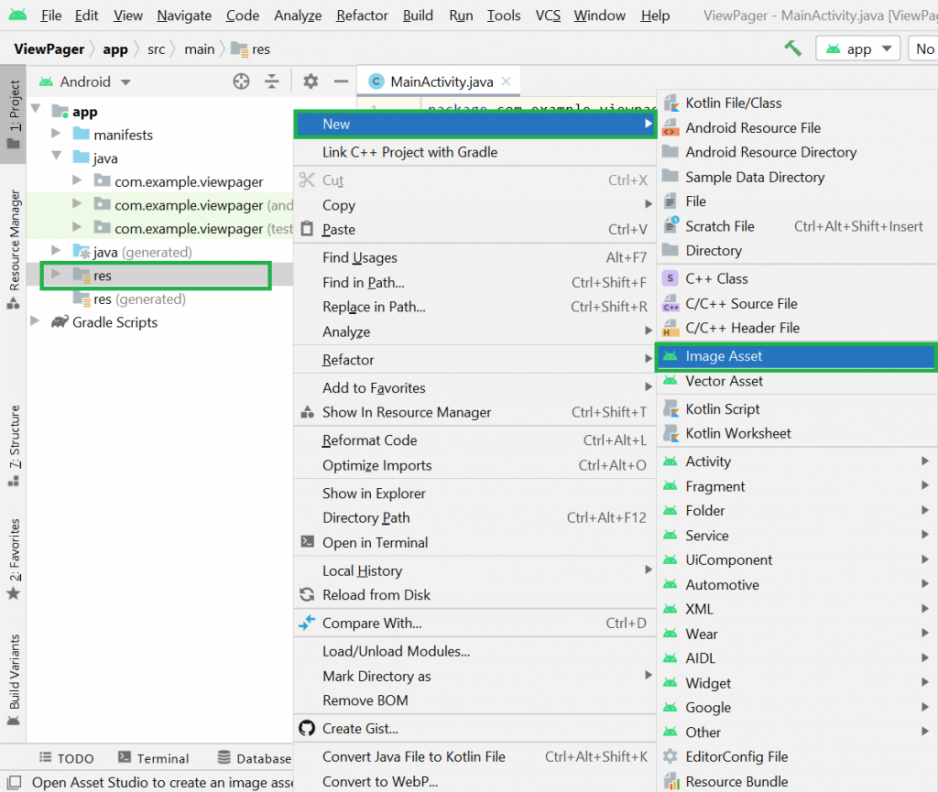 File Edit View Navigate Code Analyze Refactor Build Run Tools VCS Window Help ViewPager - MainActivity.java [ViewPag
ViewPager app src main res app No
1: Project
Resource Manager
7: Structure
2: Favorites
Build Variants
Android
app
manifests
java
com.example.viewpager
com.example.viewpager (and
com.example.viewpager (test
java (generated)
res
res (generated)
Gradle Scripts
MainActivity.java
1 package com.example.viewpa
New
Link C++ Project with Gradle
Cut Ctrl+X
Copy
Paste Ctrl+V
Find Usages Alt+F7
Find in Path... Ctrl+Shift+F
Replace in Path... Ctrl+Shift+R
Analyze
Refactor
Add to Favorites
Show In Resource Manager Ctrl+Shift+T
Reformat Code Ctrl+Alt+L
Optimize Imports Ctrl+Alt+O
Show in Explorer
Directory Path Ctrl+Alt+F12
Open in Terminal
Local History
Reload from Disk
Compare With... Ctrl+D
Load/Unload Modules...
Mark Directory as
Remove BOM
Create Gist...
Convert Java File to Kotlin File Ctrl+Alt+Shift+K
Convert to WebP...
Kotlin File/Class
Android Resource File
Android Resource Directory
Sample Data Directory
File
Scratch File Ctrl+Alt+Shift+Insert
Directory
S C++ Class
C++ C/C++ Source File
H C/C++ Header File
Image Asset
Vector Asset
Kotlin Script
Kotlin Worksheet
Activity
Fragment
Folder
Service
UiComponent
Automotive
XML
Wear
AIDL
Widget
Google
Other
EditorConfig File
Resource Bundle
TODO Terminal Database
Open Asset Studio to create an image asse